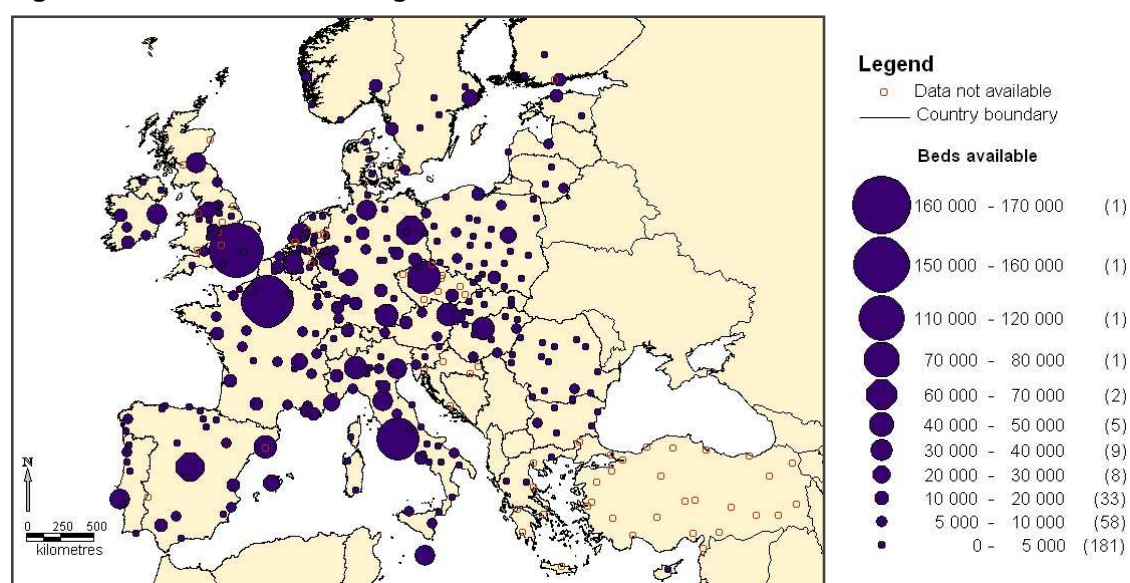 Legend
Data not available
Country boundary
Beds available
160 000 - 170 000 (1)
150 000 - 160 000 (1)
110 000 - 120 000 (1)
70 000 - 80 000 (1)
60 000 - 70 000 (2)
40 000 - 50 000 (5)
30 000 - 40 000 (9)
20 000 - 30 000 (8)
10 000 - 20 000 (33)
5 000 - 10 000 (58)
0 - 5 000 (181)
N
0 250 500
kilometres